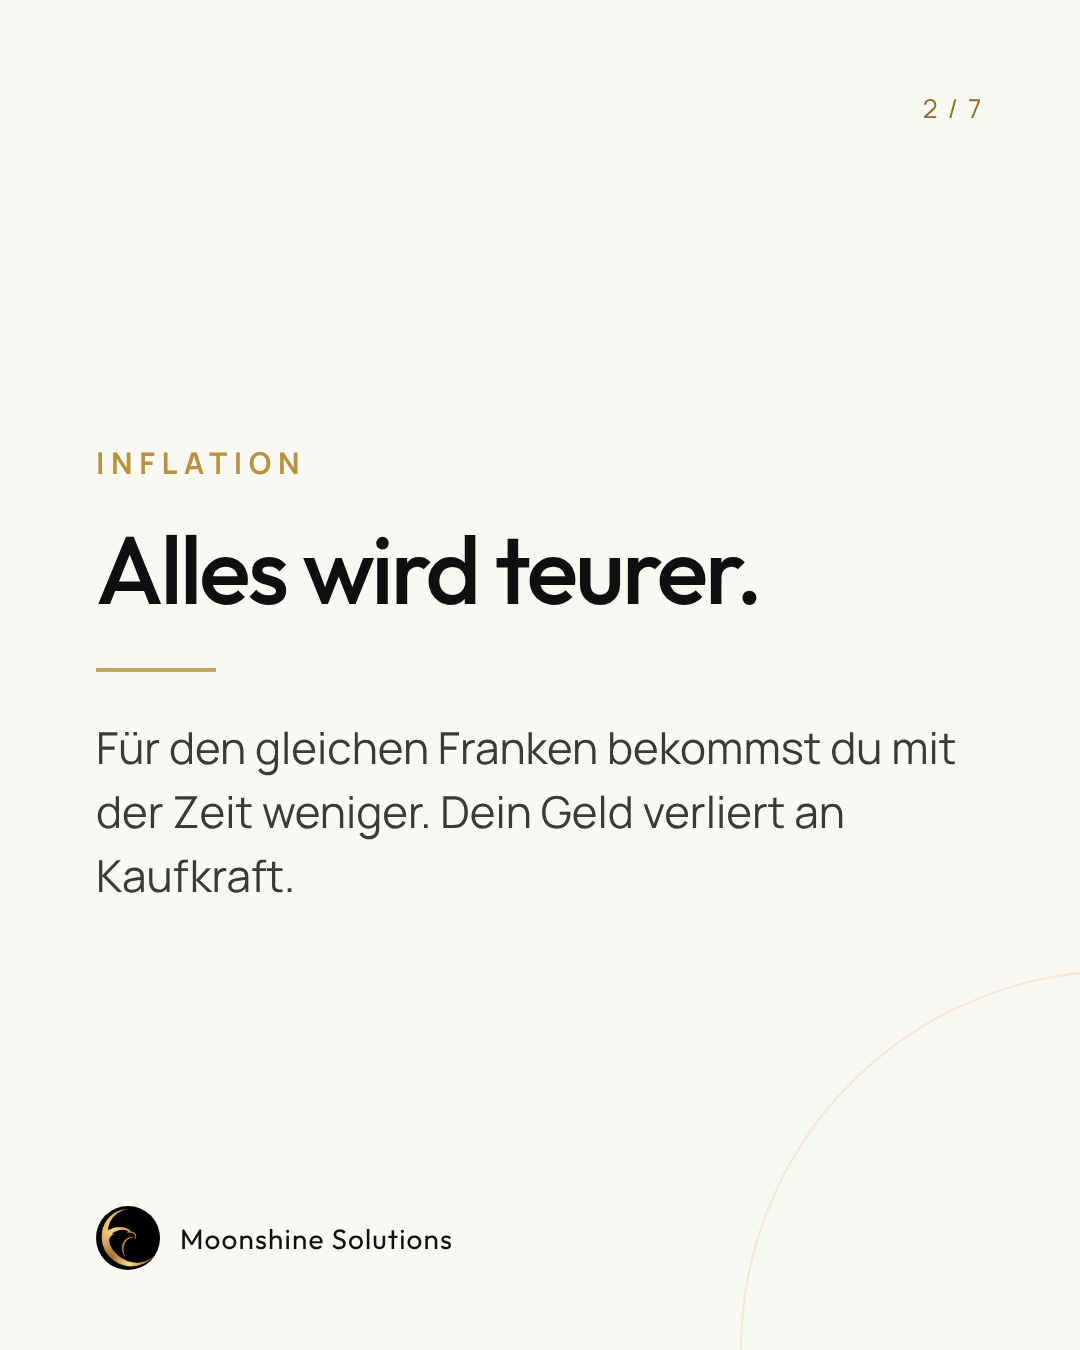 2 / 7
INFLATION
Alles wird teurer.
Für den gleichen Franken bekommst du mit
der Zeit weniger. Dein Geld verliert an
Kaufkraft.
Moonshine Solutions